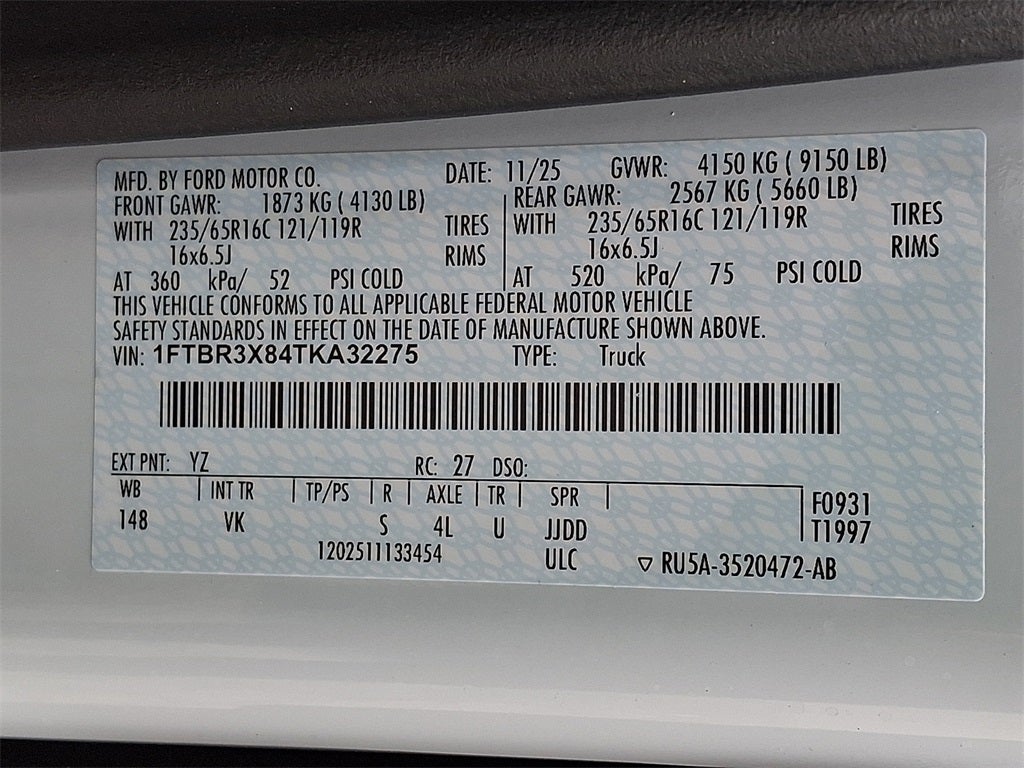 MFD. BY FORD MOTOR CO. DATE: 11/25 GVWR: 4150 KG ( 9150 LB)
FRONT GAWR: 1873 KG ( 4130 LB) REAR GAWR: 2567 KG ( 5660 LB)
WITH 235/65R16C 121/119R TIRES WITH 235/65R16C 121/119R TIRES
16x6.5J RIMS 16x6.5J RIMS
AT 360 kPa/ 52 PSI COLD AT 520 kPa/ 75 PSI COLD
THIS VEHICLE CONFORMS TO ALL APPLICABLE FEDERAL MOTOR VEHICLE
SAFETY STANDARDS IN EFFECT ON THE DATE OF MANUFACTURE SHOWN ABOVE.
VIN: 1FTBR3X84TKA32275 TYPE: Truck
EXT PNT: YZ RC: 27 DSO:
WB INT TR TP/PS R AXLE TR SPR F0931
148 VK S 4L U JJDD T1997
1202511133454 ULC ▽ RU5A-3520472-AB